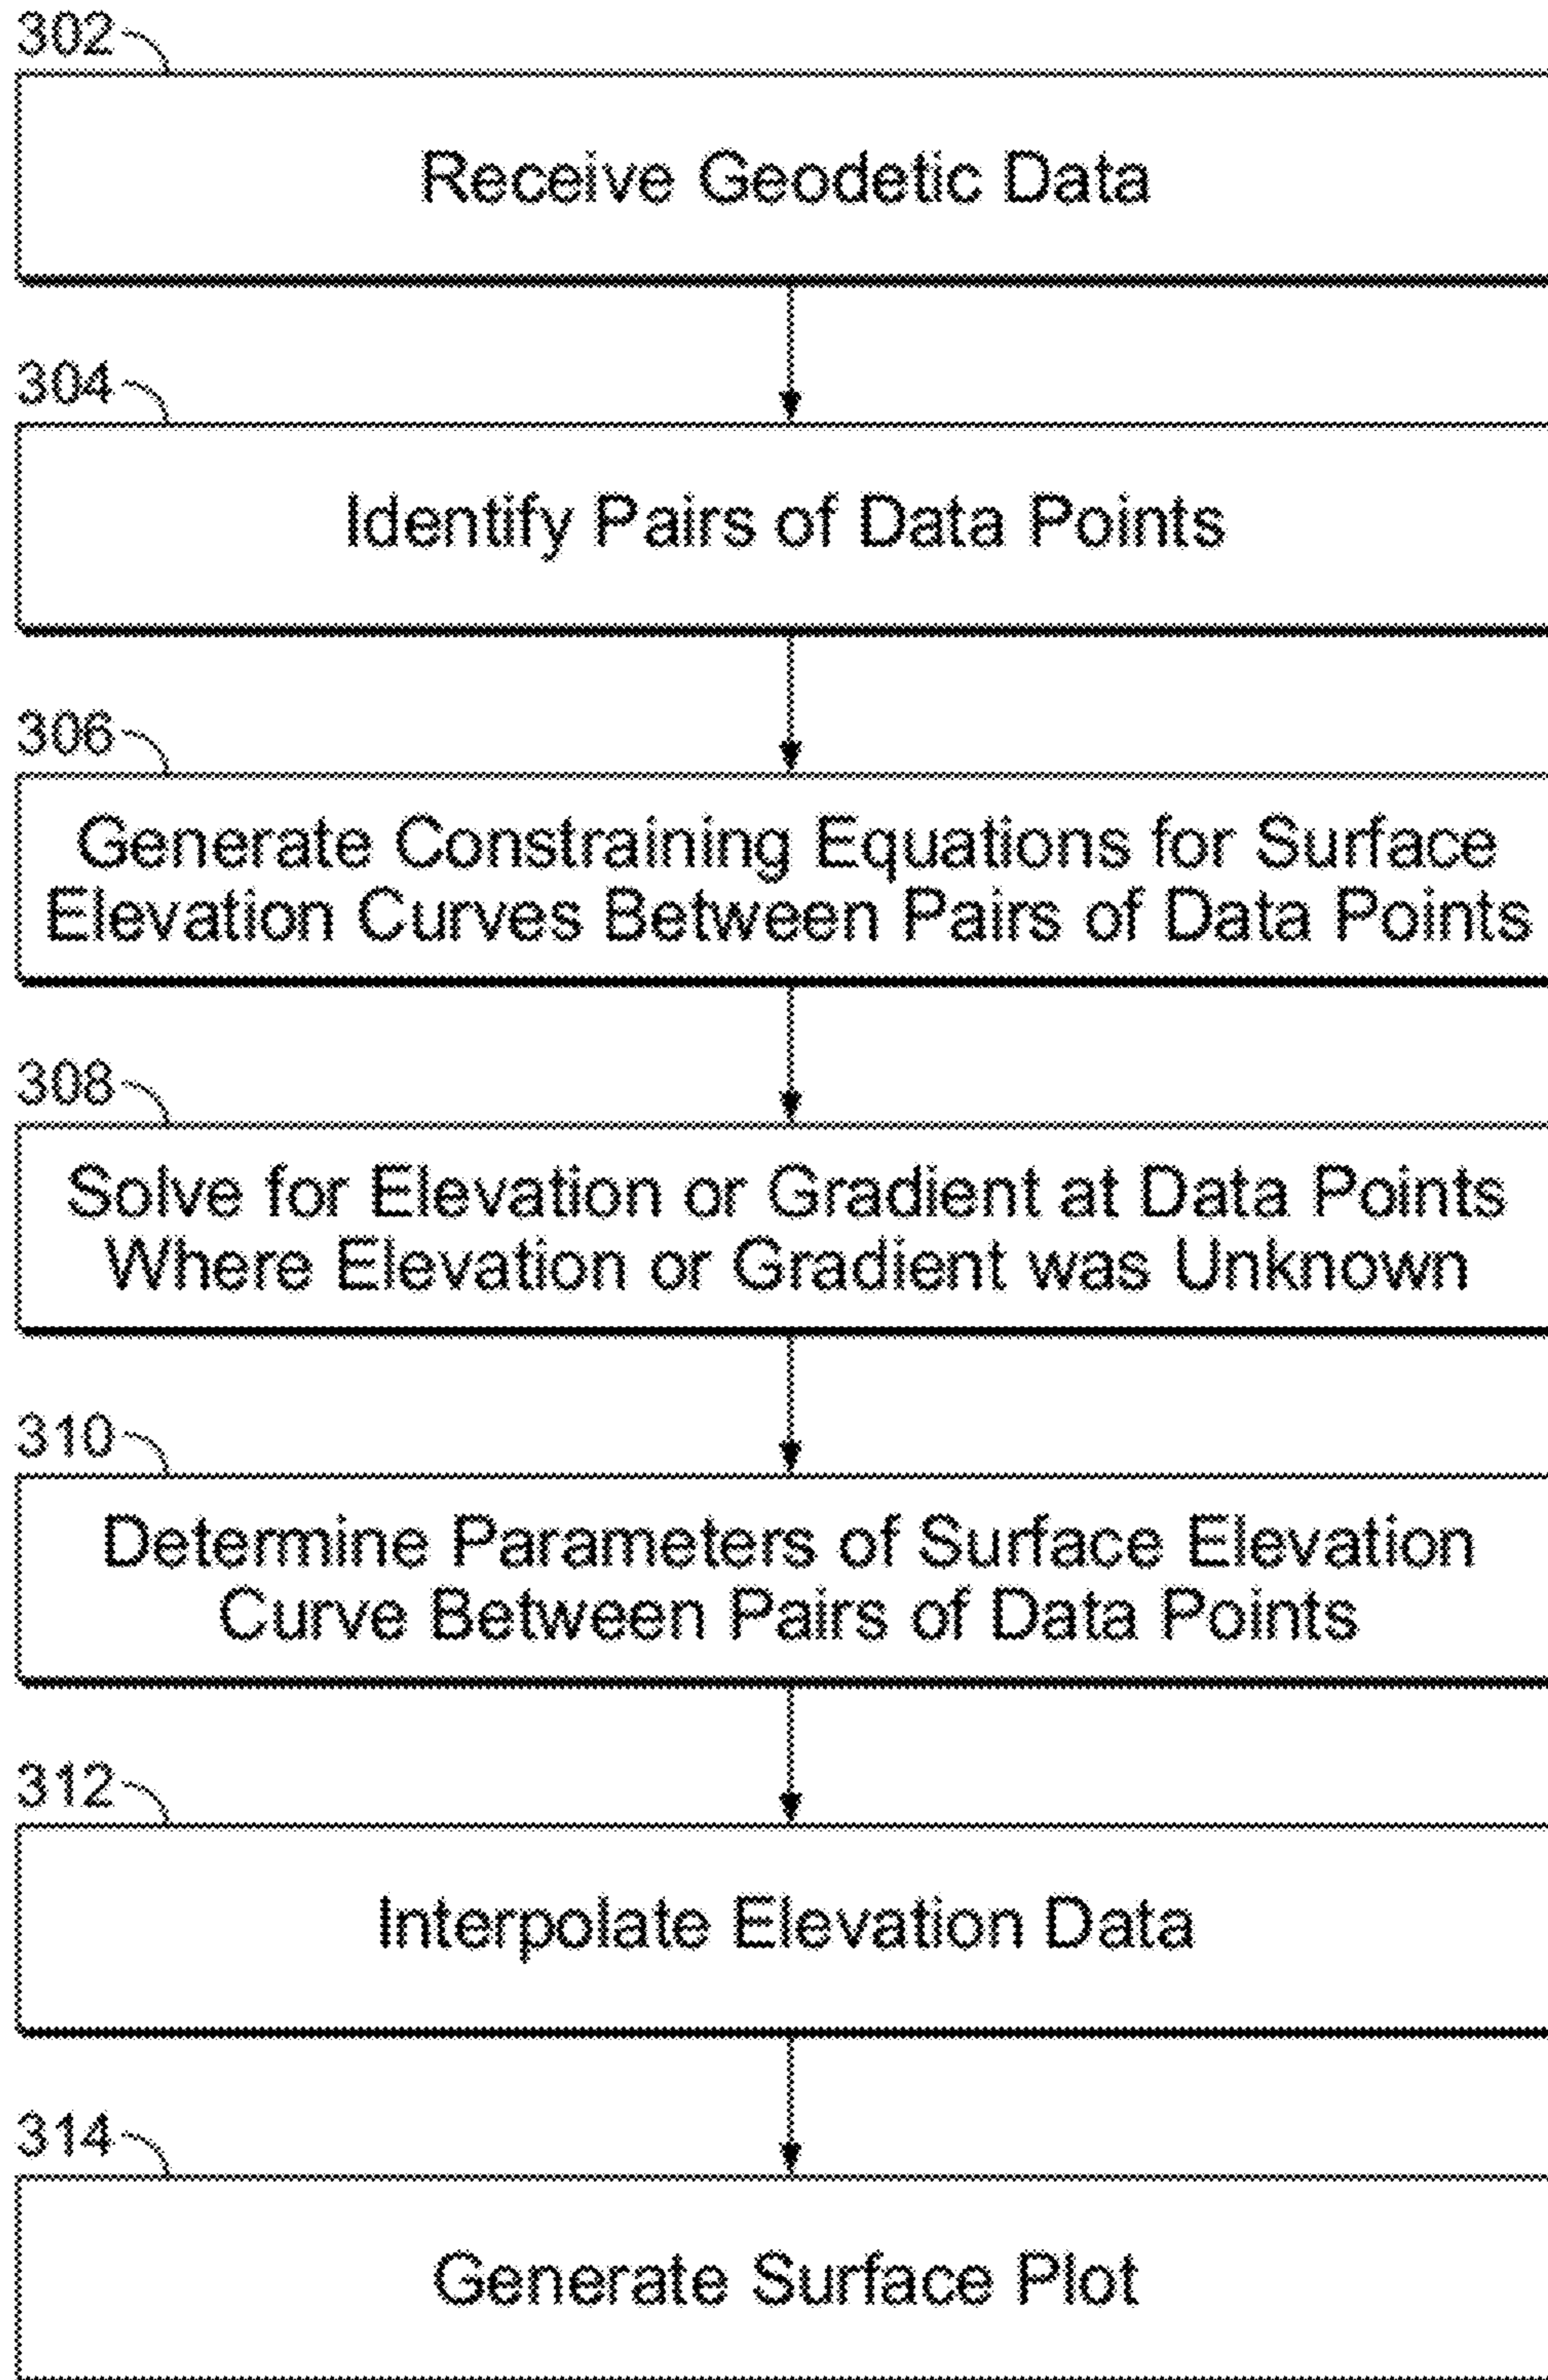 302
Receive Geodetic Data
304
Identify Pairs of Data Points
306
Generate Constraining Equations for Surface
Elevation Curves Between Pairs of Data Points
308
Solve for Elevation or Gradient at Data Points
Where Elevation or Gradient was Unknown
310
Determine Parameters of Surface Elevation
Curve Between Pairs of Data Points
312
Interpolate Elevation Data
314
Generate Surface Plot